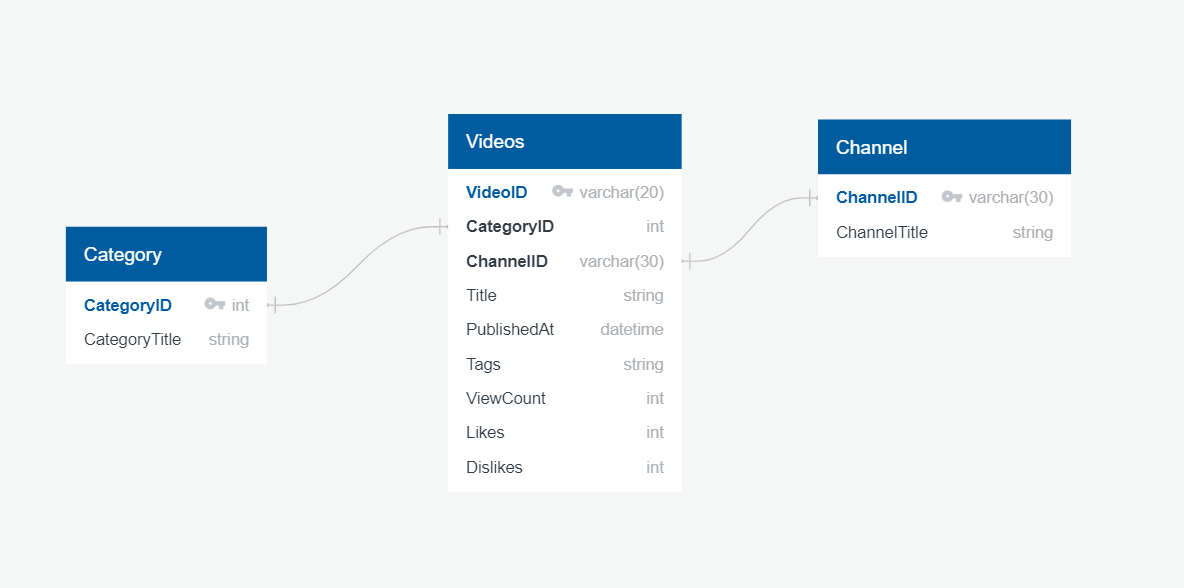 Category
CategoryID int
CategoryTitle string
Videos
VideoID varchar(20)
CategoryID int
ChannelID varchar(30)
Title string
PublishedAt datetime
Tags string
ViewCount int
Likes int
Dislikes int
Channel
ChannelID varchar(30)
ChannelTitle string